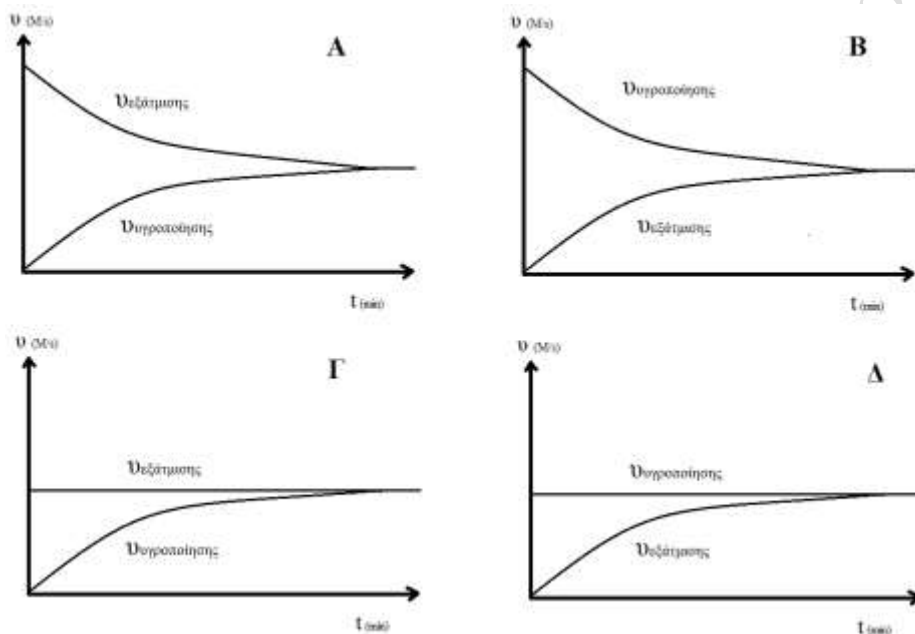 υ (M/s)
Α
υεξάτμισης
υυγροποίησης
t (min)
υ (M/s)
Β
υυγροποίησης
υεξάτμισης
t (min)
υ (M/s)
Γ
υεξάτμισης
υυγροποίησης
t (min)
υ (M/s)
Δ
υυγροποίησης
υεξάτμισης
t (min)